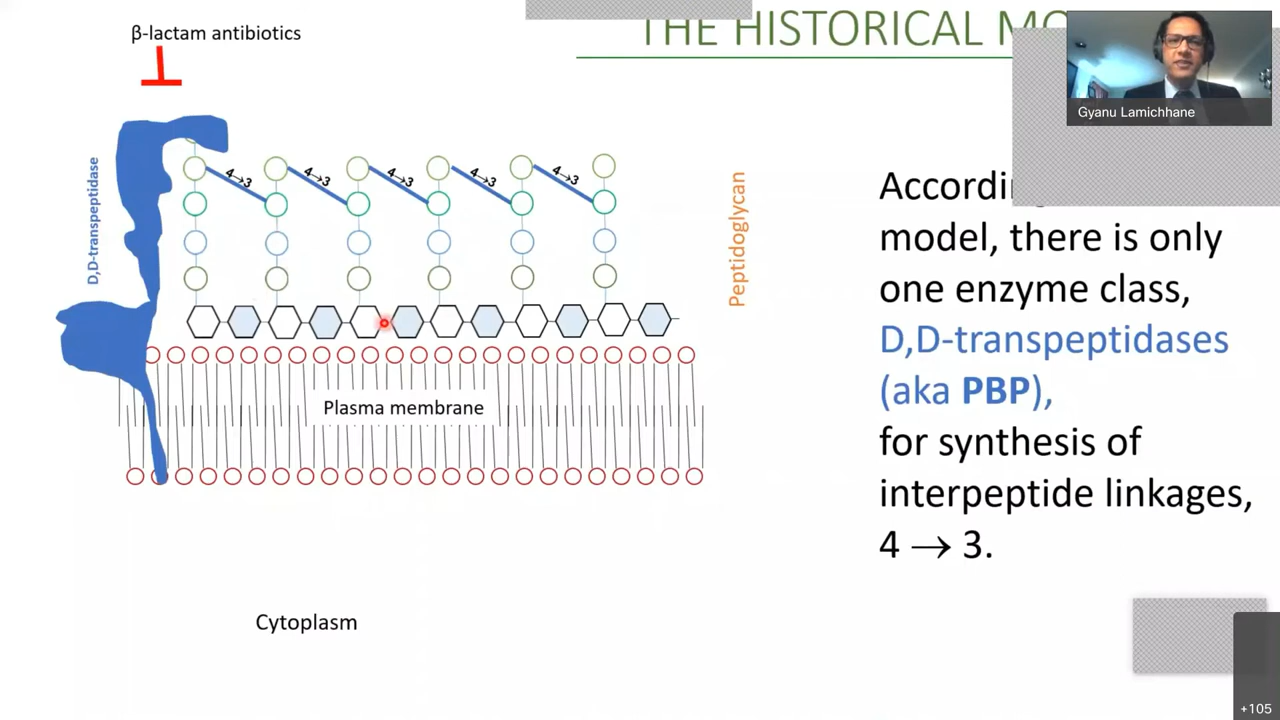 β-lactam antibiotics
THE HISTORICAL
Gyanu Lamichhane
D,D-transpeptidase
4→3
4→3
4→3
4→3
4→3
Peptidoglycan
Plasma membrane
Cytoplasm
model, there is only
one enzyme class,
D,D-transpeptidases
(aka PBP),
for synthesis of
interpeptide linkages,
4 → 3.
+105